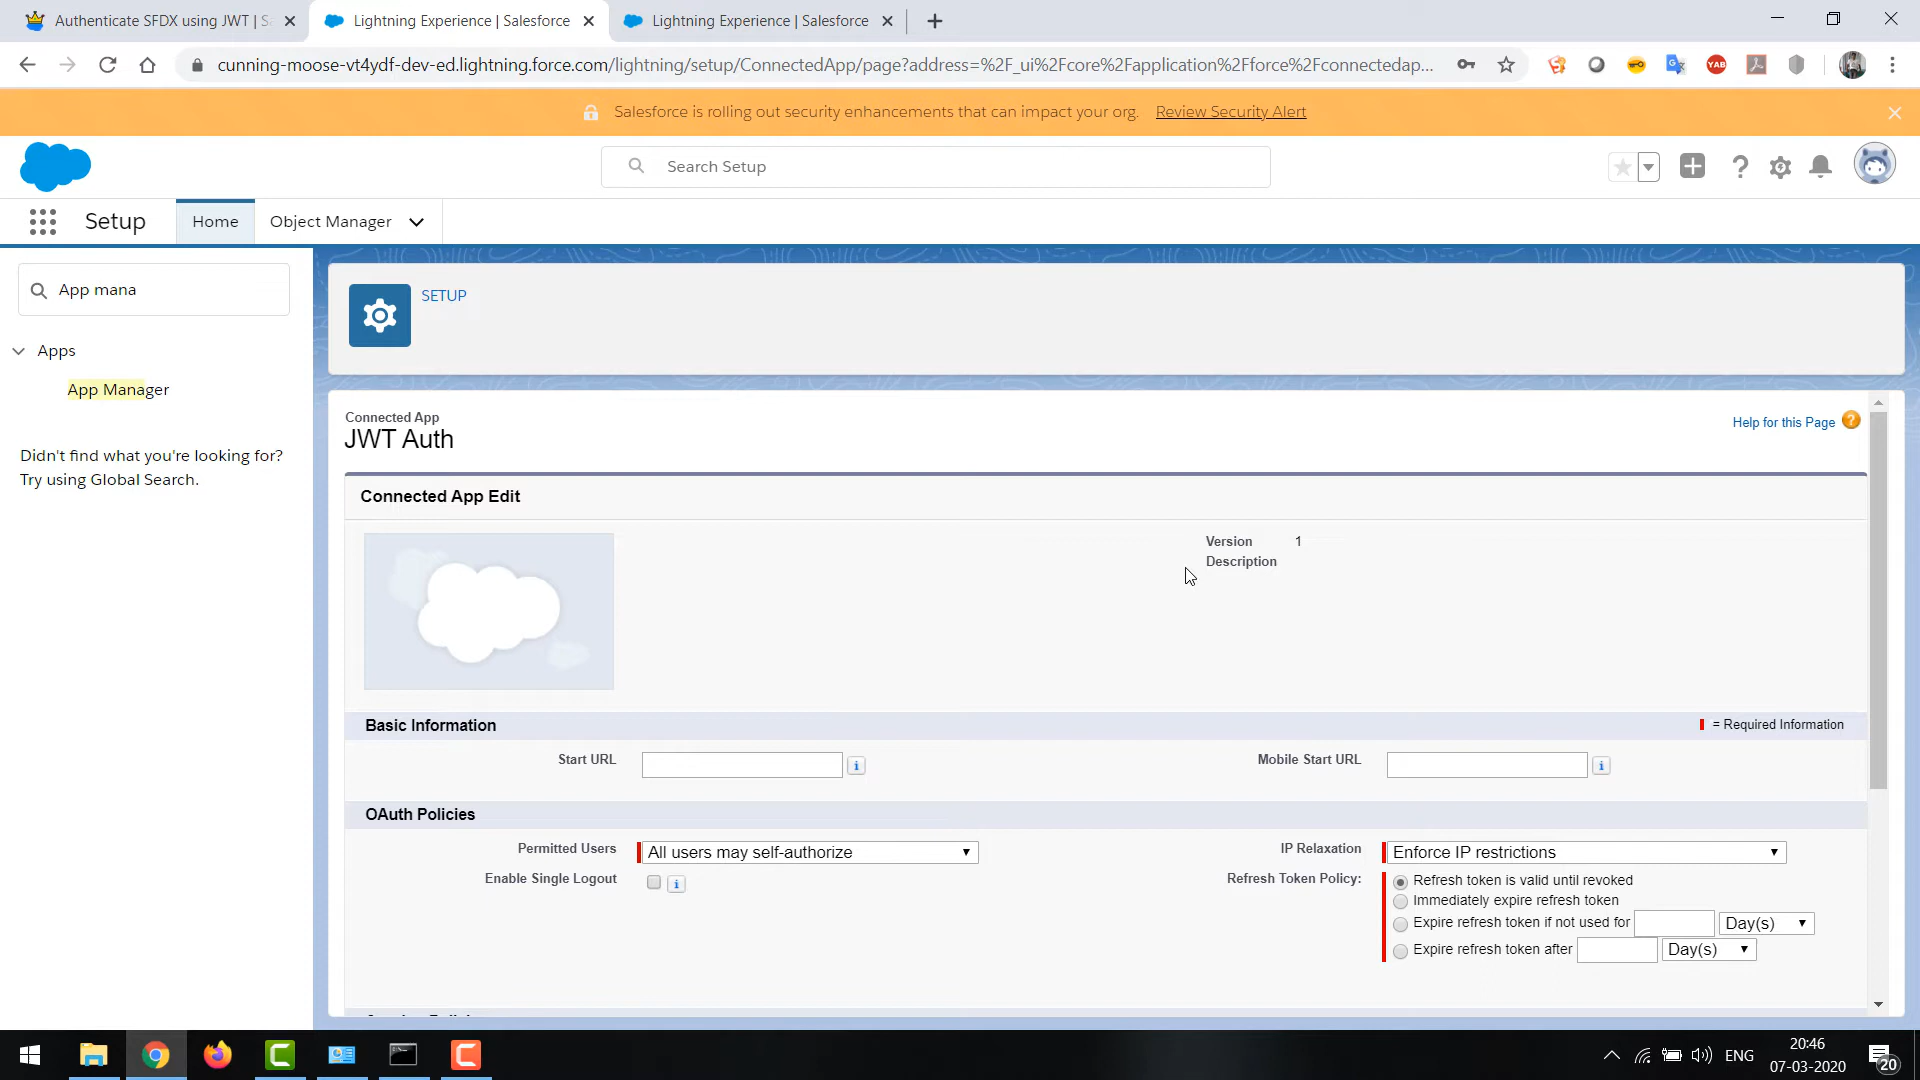 Authenticate SFDX using JWT | S
Lightning Experience | Salesforce
Lightning Experience | Salesforce
cunning-moose-vt4ydf-dev-ed.lightning.force.com/lightning/setup/ConnectedApp/page?address=%2F_ui%2Fcore%2Fapplication%2Fforce%2Fconnectedap...
YAB
Salesforce is rolling out security enhancements that can impact your org. Review Security Alert
Search Setup
Setup
Home
Object Manager
App mana
Apps
App Manager
Didn't find what you're looking for?
Try using Global Search.
SETUP
Connected App
JWT Auth
Help for this Page
Connected App Edit
Version 1
Description
Basic Information
= Required Information
Start URL
Mobile Start URL
OAuth Policies
Permitted Users All users may self-authorize
IP Relaxation Enforce IP restrictions
Enable Single Logout
Refresh Token Policy: Refresh token is valid until revoked
Immediately expire refresh token
Expire refresh token if not used for Day(s)
Expire refresh token after Day(s)
ENG
20:46
07-03-2020
20